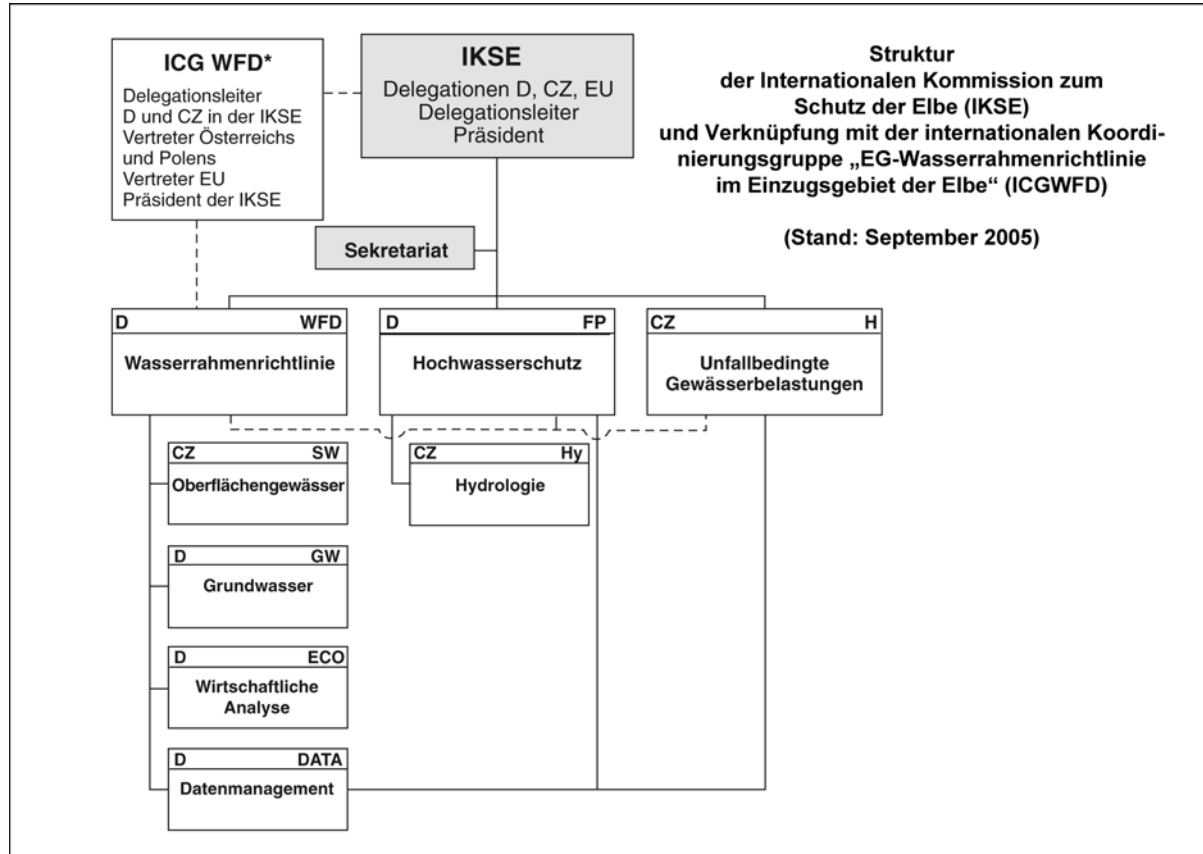 ICG WFD*
Delegationsleiter
D und CZ in der IKSE
Vertreter Österreichs
und Polens
Vertreter EU
Präsident der IKSE
IKSE
Delegationen D, CZ, EU
Delegationsleiter
Präsident
Struktur
der Internationalen Kommission zum
Schutz der Elbe (IKSE)
und Verknüpfung mit der internationalen Koordi-
nierungsgruppe „EG-Wasserrahmenrichtlinie
im Einzugsgebiet der Elbe“ (ICGWFD)
(Stand: September 2005)
Sekretariat
D WFD
Wasserrahmenrichtlinie
D FP
Hochwasserschutz
CZ H
Unfallbedingte
Gewässerbelastungen
CZ SW
Oberflächengewässer
CZ Hy
Hydrologie
D GW
Grundwasser
D ECO
Wirtschaftliche
Analyse
D DATA
Datenmanagement